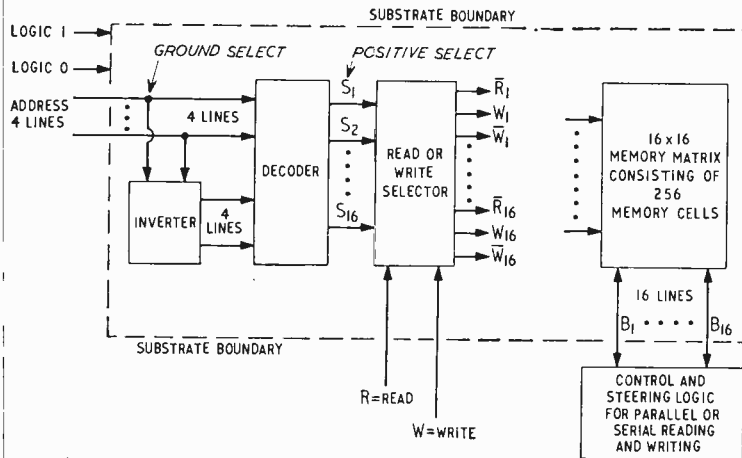 SUBSTRATE BOUNDARY
LOGIC 1
LOGIC 0
ADDRESS
4 LINES
GROUND SELECT
POSITIVE SELECT
4 LINES
INVERTER
4
LINES
DECODER
S₁
S₂
S₁₆
READ OR
WRITE
SELECTOR
R̅₁
W₁
W̅₁
R̅₁₆
W₁₆
W̅₁₆
16 x 16
MEMORY MATRIX
CONSISTING OF
256
MEMORY CELLS
16 LINES
B₁
B₁₆
SUBSTRATE BOUNDARY
R=READ
W=WRITE
CONTROL AND
STEERING LOGIC
FOR PARALLEL OR
SERIAL READING
AND WRITING